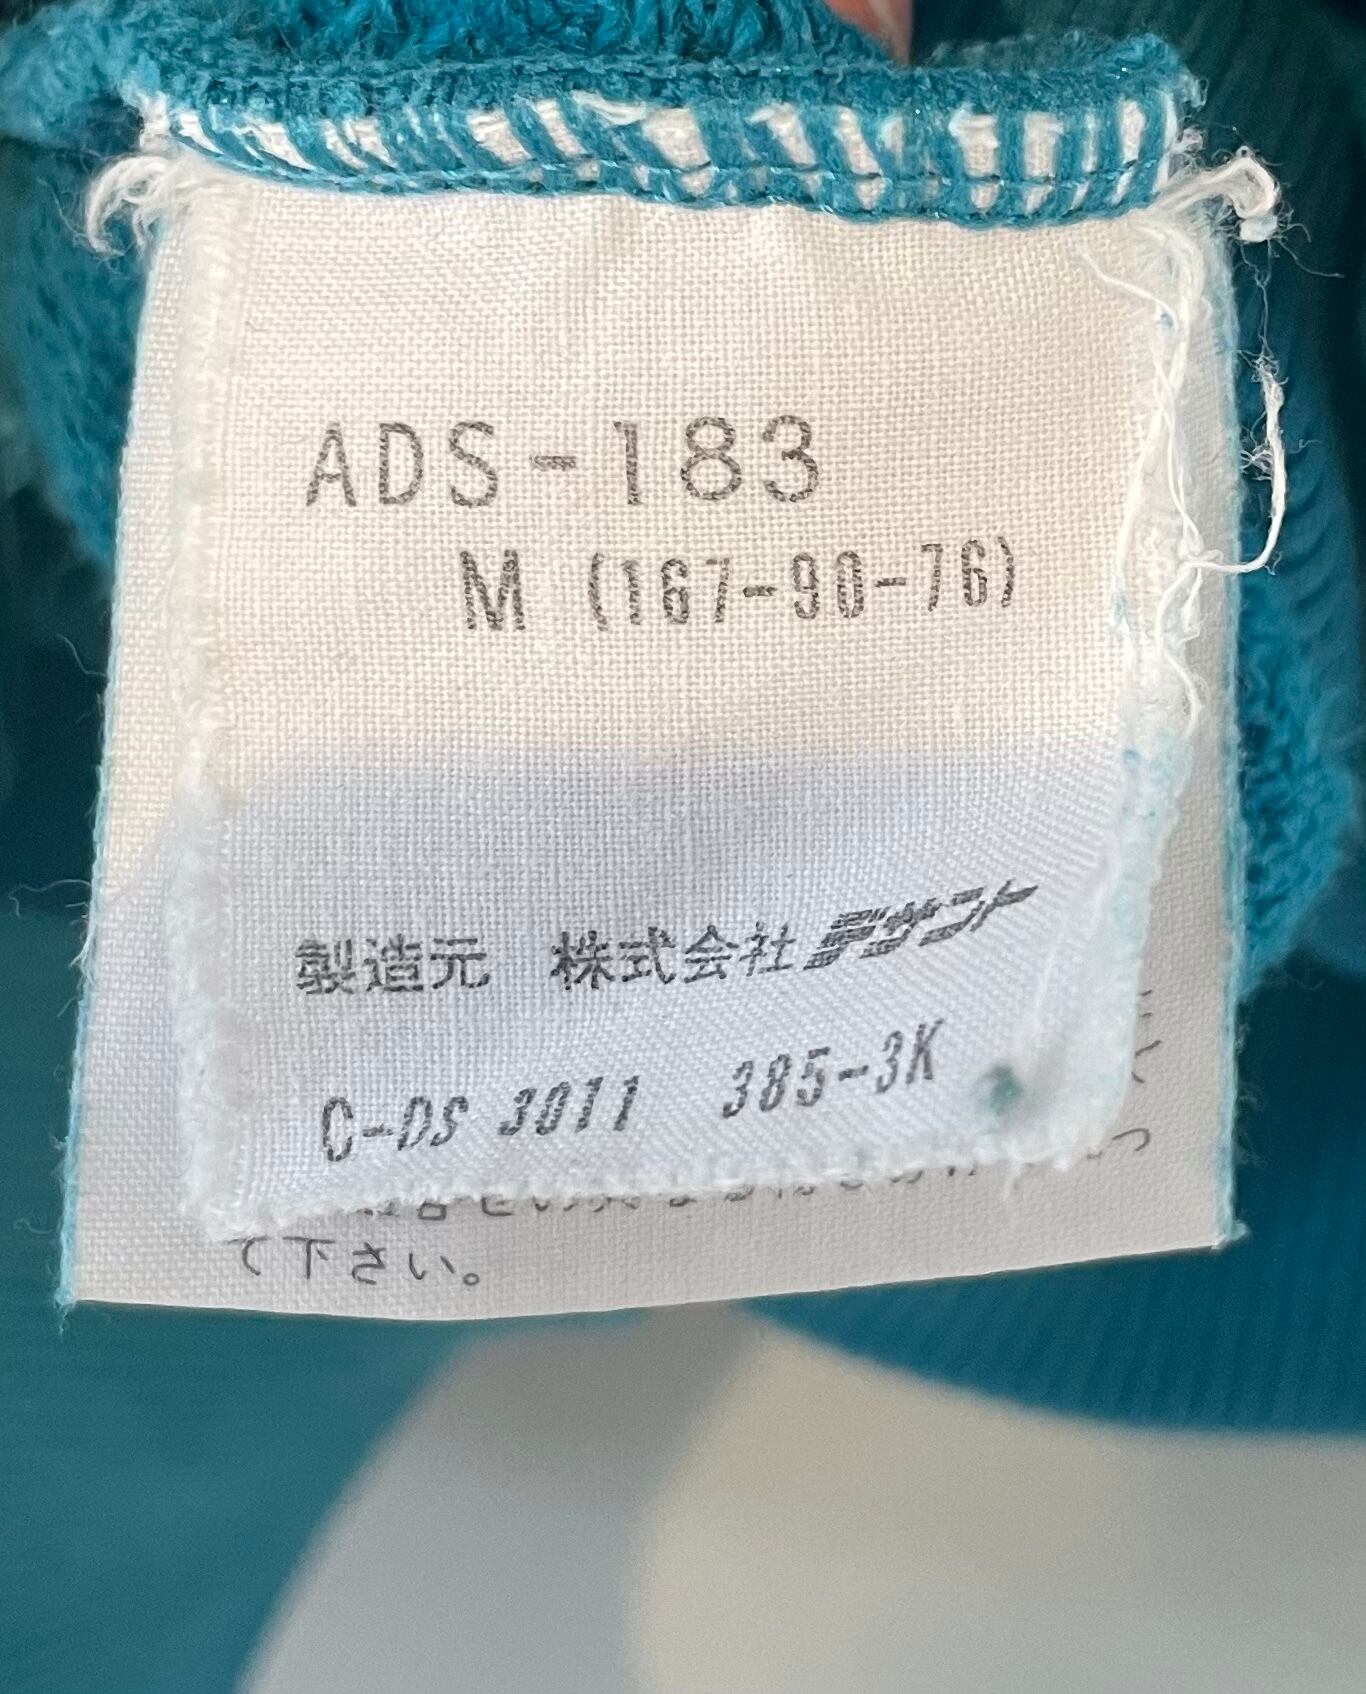 ADS-183
M (167-90-76)
製造元 株式会社デサント
C-DS 3011 385-3K
て下さい。